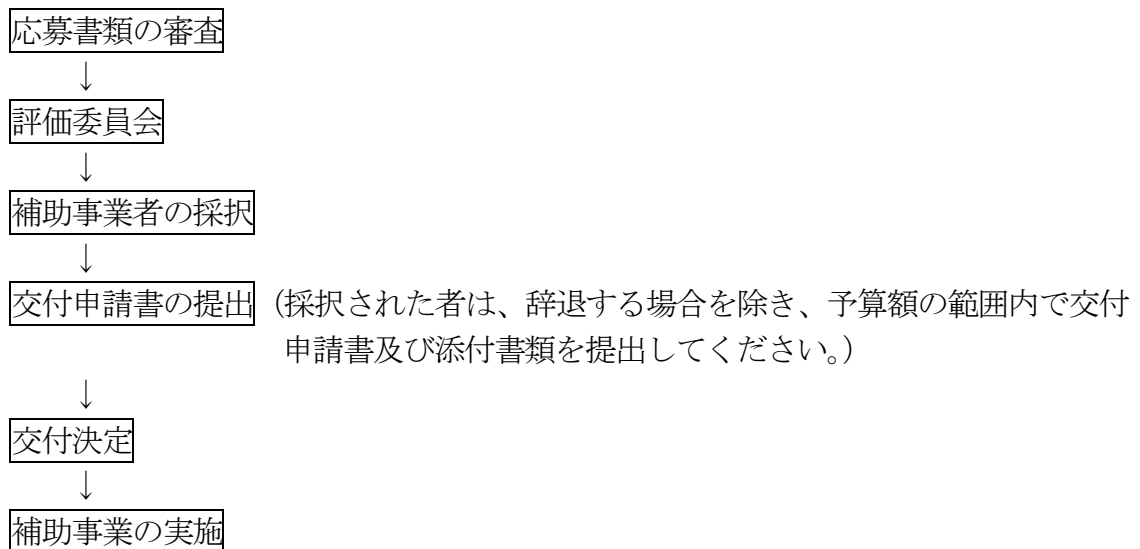 応募書類の審査
↓
評価委員会
↓
補助事業者の採択
↓
交付申請書の提出（採択された者は、辞退する場合を除き、予算額の範囲内で交付
申請書及び添付書類を提出してください。）
↓
交付決定
↓
補助事業の実施